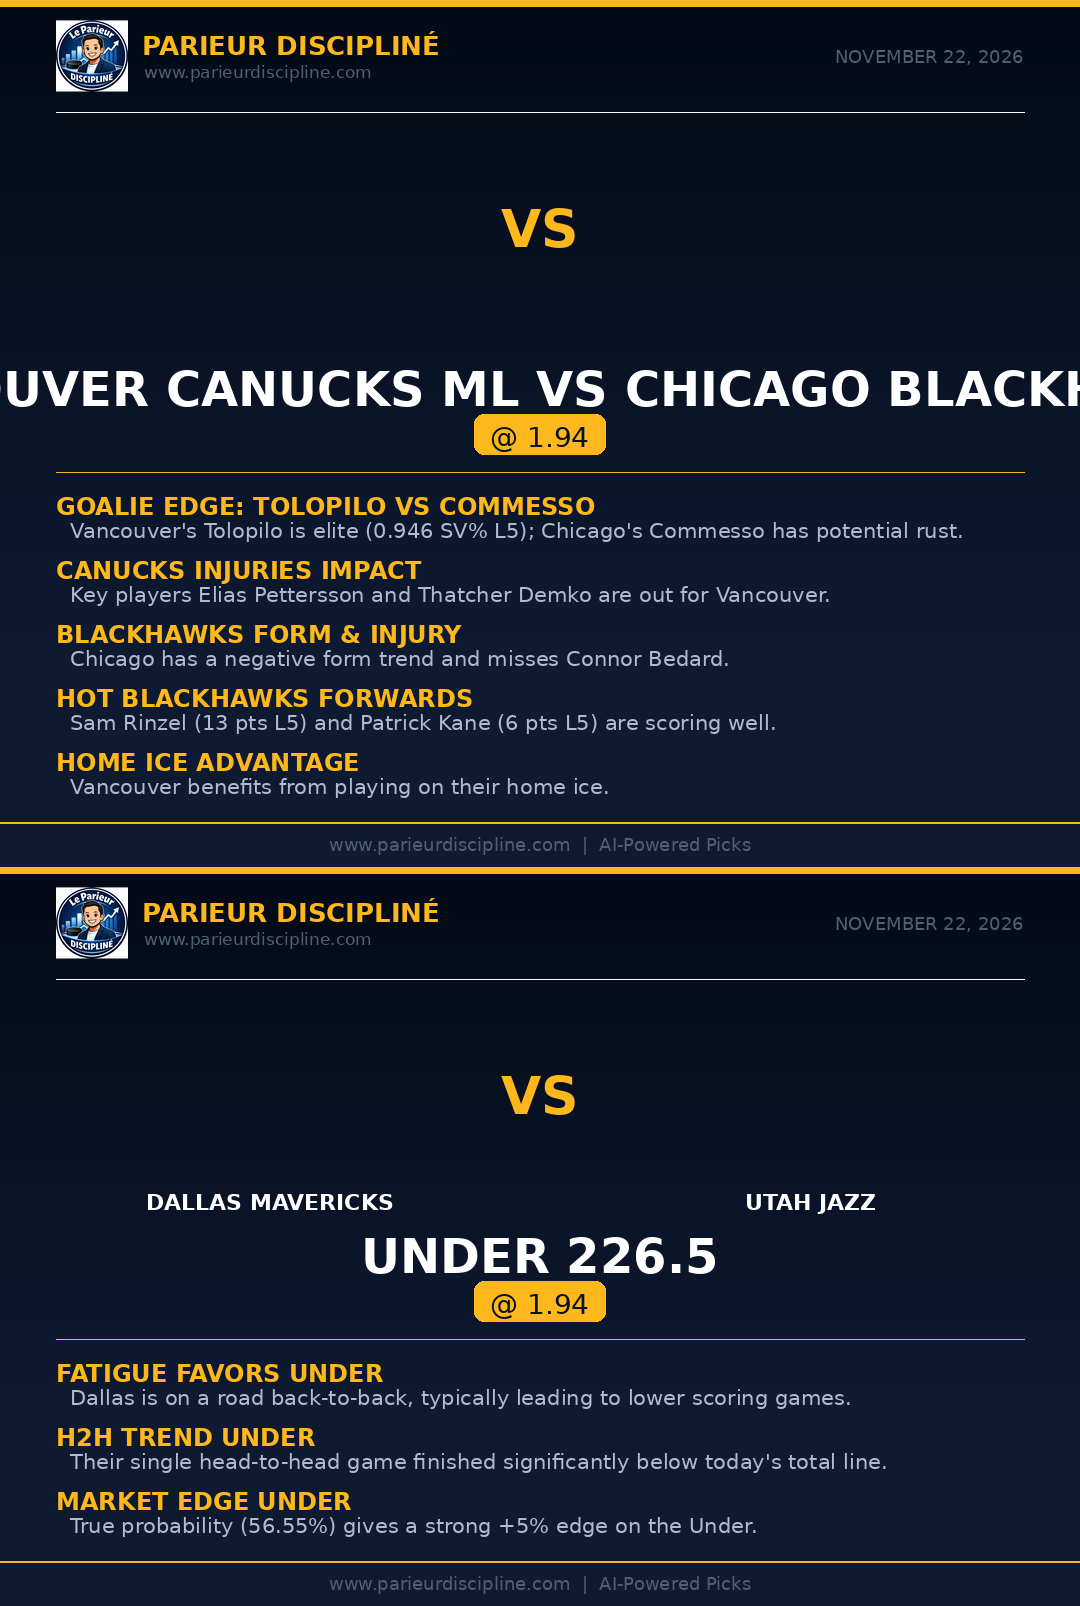 Le Parieur
DISCIPLINÉ
PARIEUR DISCIPLINÉ
www.parieurdiscipline.com
NOVEMBER 22, 2026
VS
OUVER CANUCKS ML VS CHICAGO BLACKH
@ 1.94
GOALIE EDGE: TOLOPILO VS COMMESSO
Vancouver's Tolopilo is elite (0.946 SV% L5); Chicago's Commesso has potential rust.
CANUCKS INJURIES IMPACT
Key players Elias Pettersson and Thatcher Demko are out for Vancouver.
BLACKHAWKS FORM & INJURY
Chicago has a negative form trend and misses Connor Bedard.
HOT BLACKHAWKS FORWARDS
Sam Rinzel (13 pts L5) and Patrick Kane (6 pts L5) are scoring well.
HOME ICE ADVANTAGE
Vancouver benefits from playing on their home ice.
www.parieurdiscipline.com | AI-Powered Picks
Le Parieur
DISCIPLINÉ
PARIEUR DISCIPLINÉ
www.parieurdiscipline.com
NOVEMBER 22, 2026
VS
DALLAS MAVERICKS
UTAH JAZZ
UNDER 226.5
@ 1.94
FATIGUE FAVORS UNDER
Dallas is on a road back-to-back, typically leading to lower scoring games.
H2H TREND UNDER
Their single head-to-head game finished significantly below today's total line.
MARKET EDGE UNDER
True probability (56.55%) gives a strong +5% edge on the Under.
www.parieurdiscipline.com | AI-Powered Picks